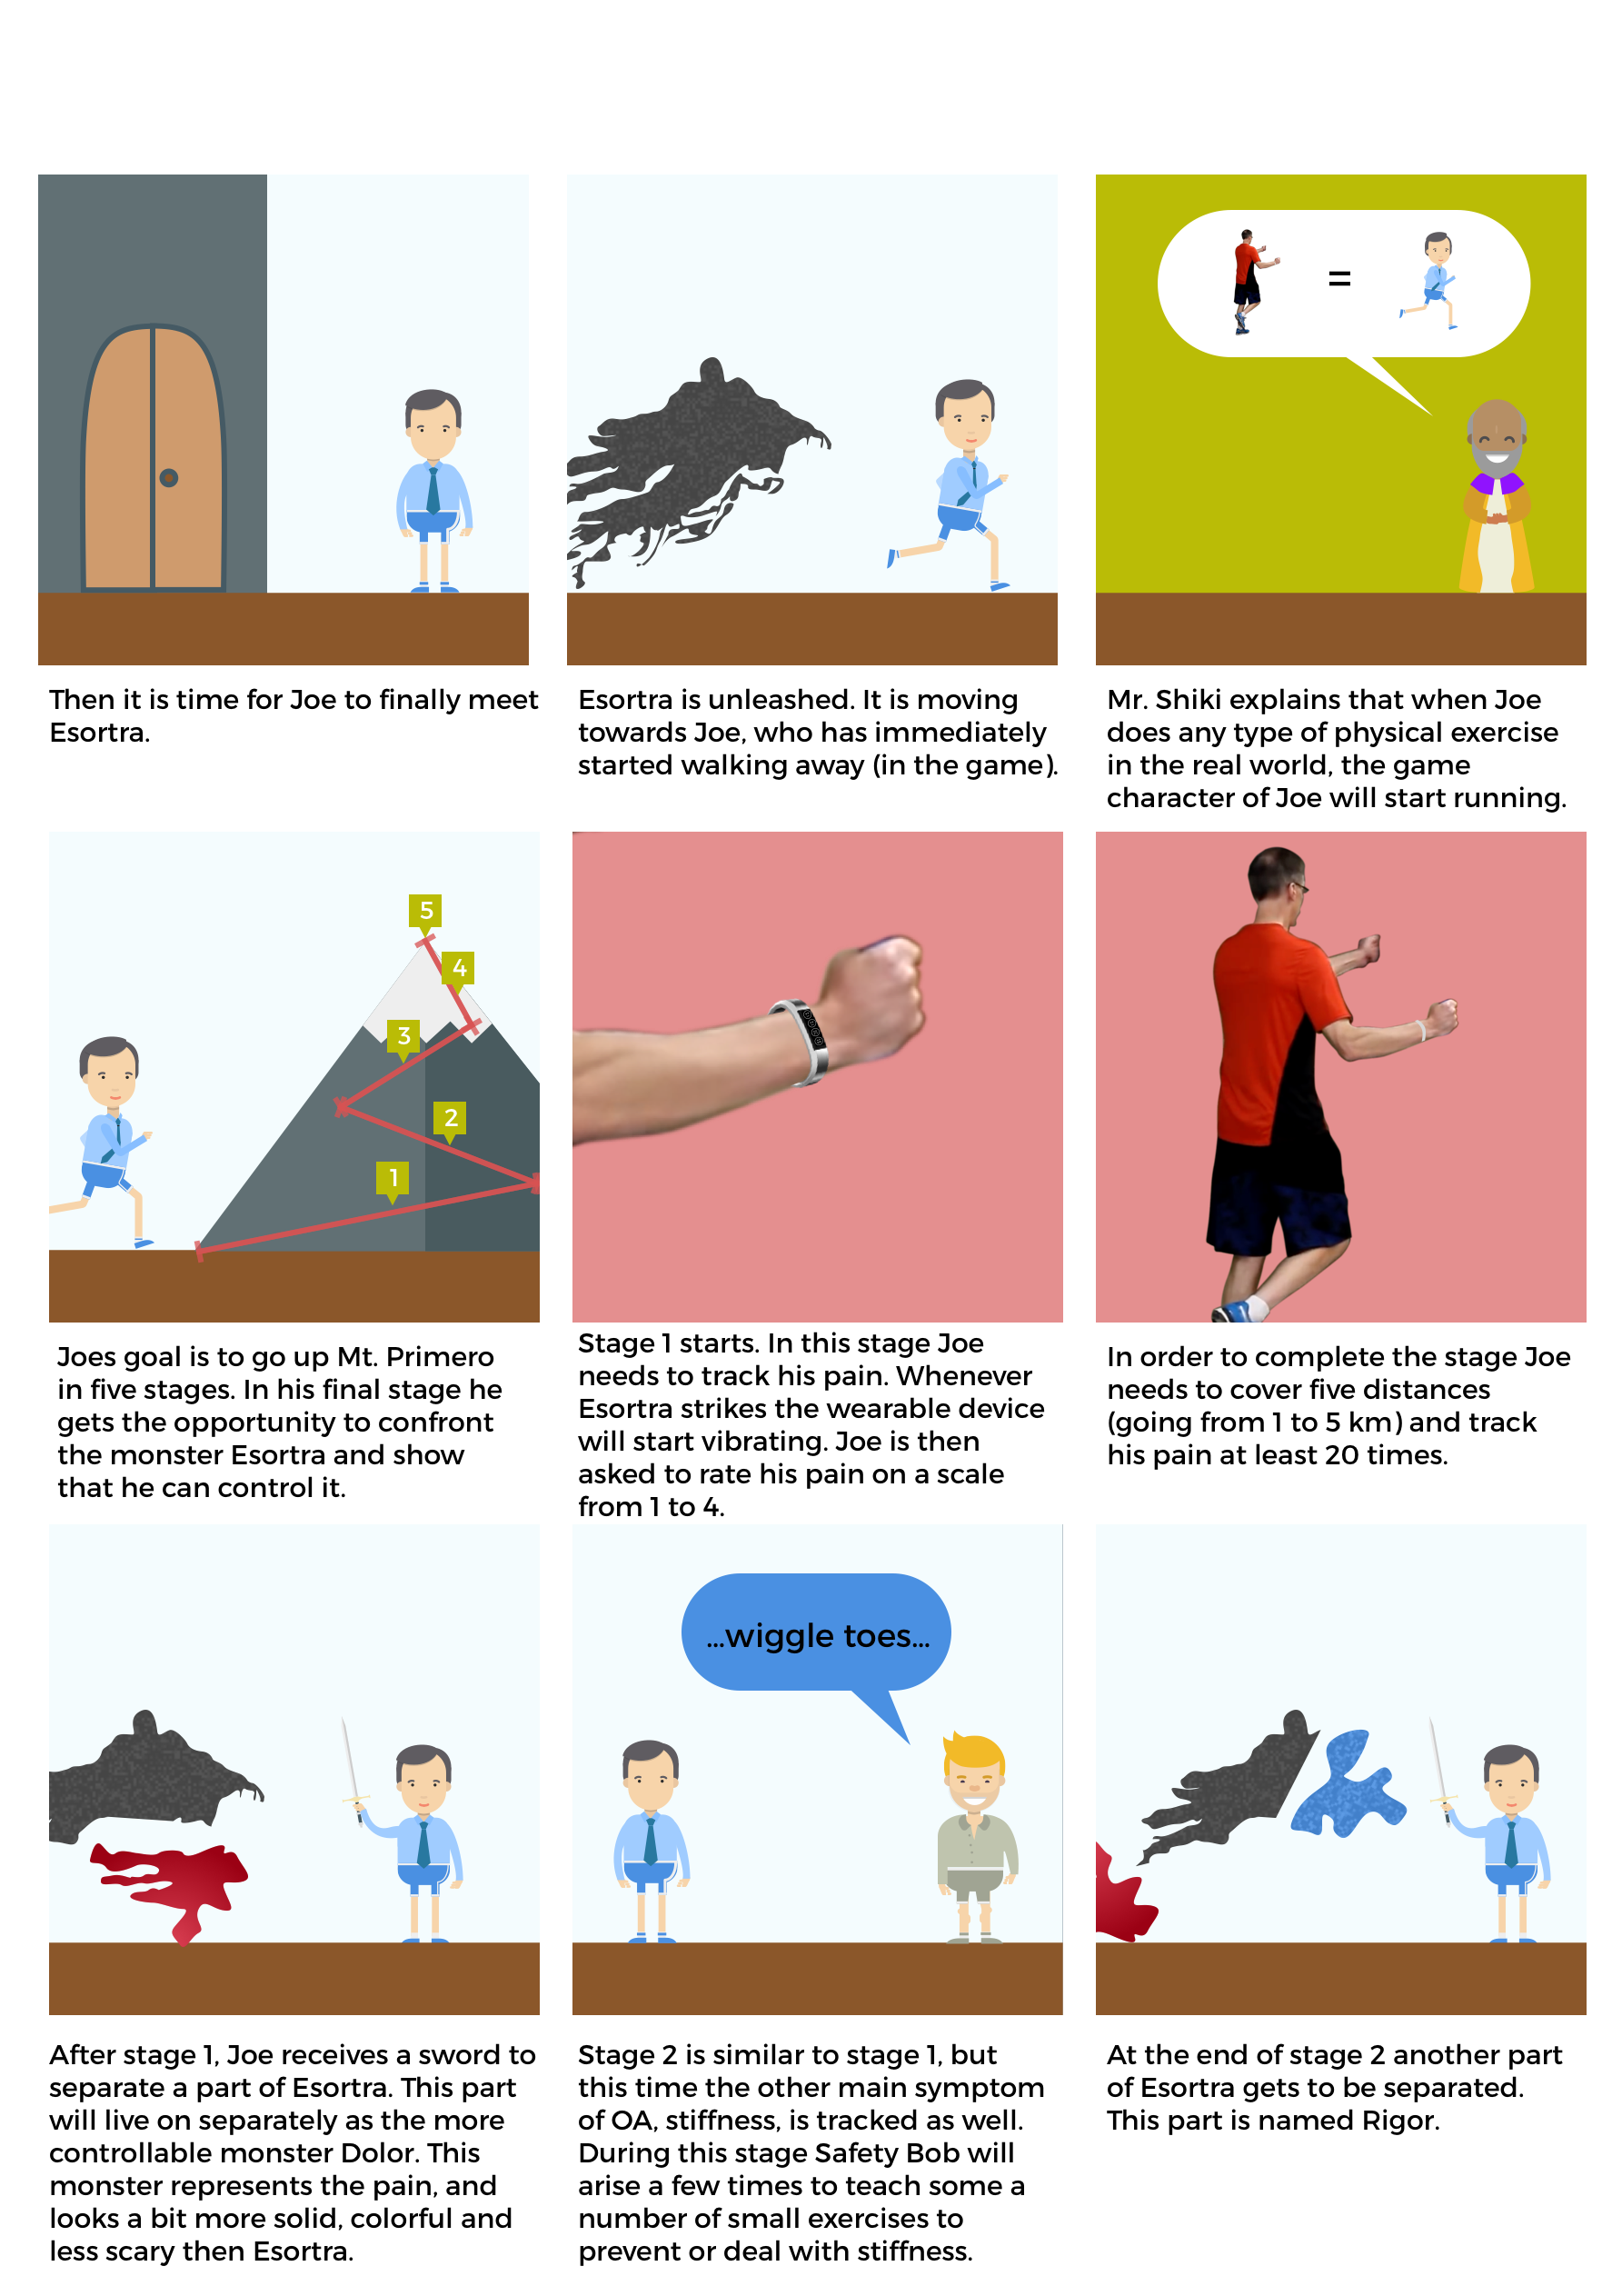 =
Then it is time for Joe to finally meet
Esortra.
Esortra is unleashed. It is moving
towards Joe, who has immediately
started walking away (in the game).
Mr. Shiki explains that when Joe
does any type of physical exercise
in the real world, the game
character of Joe will start running.
5
4
3
2
1
Joes goal is to go up Mt. Primero
in five stages. In his final stage he
gets the opportunity to confront
the monster Esortra and show
that he can control it.
Stage 1 starts. In this stage Joe
needs to track his pain. Whenever
Esortra strikes the wearable device
will start vibrating. Joe is then
asked to rate his pain on a scale
from 1 to 4.
In order to complete the stage Joe
needs to cover five distances
(going from 1 to 5 km) and track
his pain at least 20 times.
...wiggle toes...
After stage 1, Joe receives a sword to
separate a part of Esortra. This part
will live on separately as the more
controllable monster Dolor. This
monster represents the pain, and
looks a bit more solid, colorful and
less scary then Esortra.
Stage 2 is similar to stage 1, but
this time the other main symptom
of OA, stiffness, is tracked as well.
During this stage Safety Bob will
arise a few times to teach some a
number of small exercises to
prevent or deal with stiffness.
At the end of stage 2 another part
of Esortra gets to be separated.
This part is named Rigor.